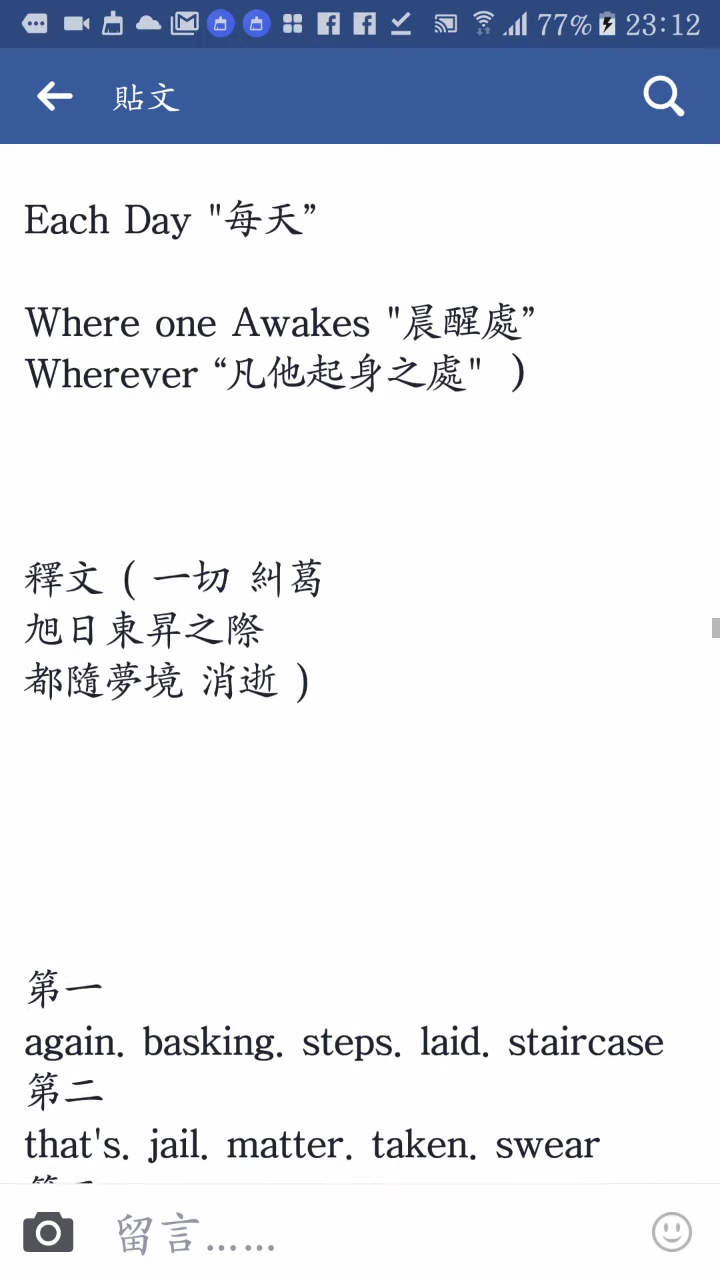 77% 23:12
貼文
Each Day "每天”
Where one Awakes "晨醒處”
Wherever “凡他起身之處" )
釋文 ( 一切 糾葛
旭日東昇之際
都隨夢境 消逝 )
第一
again. basking. steps. laid. staircase
第二
that's. jail. matter. taken. swear
留言……